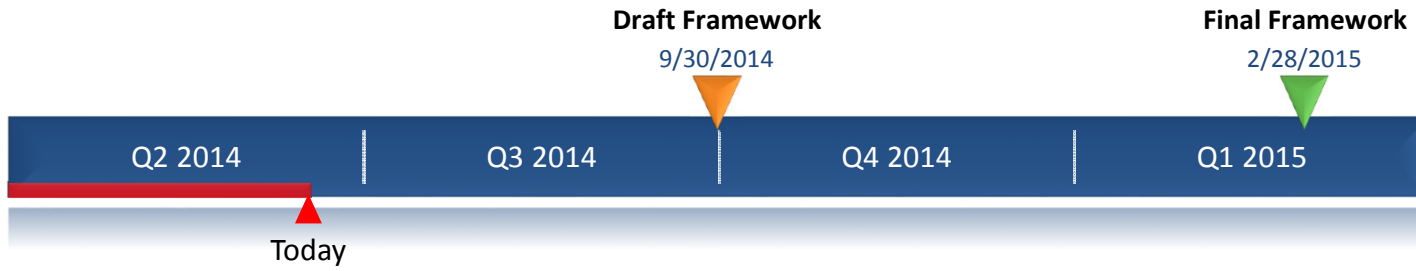 Draft Framework
9/30/2014
Final Framework
2/28/2015
Q2 2014
Q3 2014
Q4 2014
Q1 2015
Today